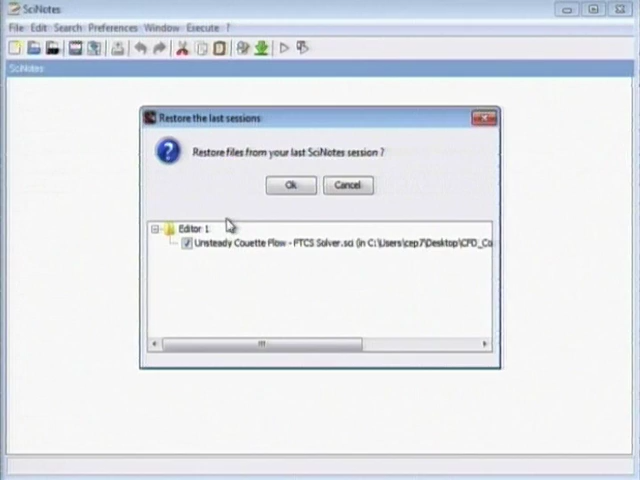 SciNotes
File Edit Search Preferences Window Execute ?
SciNotes
Restore the last sessions
Restore files from your last SciNotes session ?
Ok Cancel
Editor 1
Unsteady Couette Flow - FTCS Solver.sci (in C:\Users\cep7\Desktop\CFD_Co